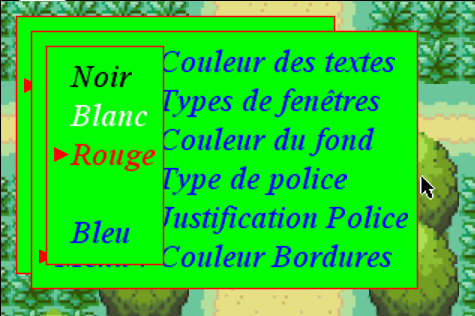 Noir
Blanc
Rouge
Bleu
Couleur des textes
Types de fenêtres
Couleur du fond
Type de police
Justification Police
Couleur Bordures